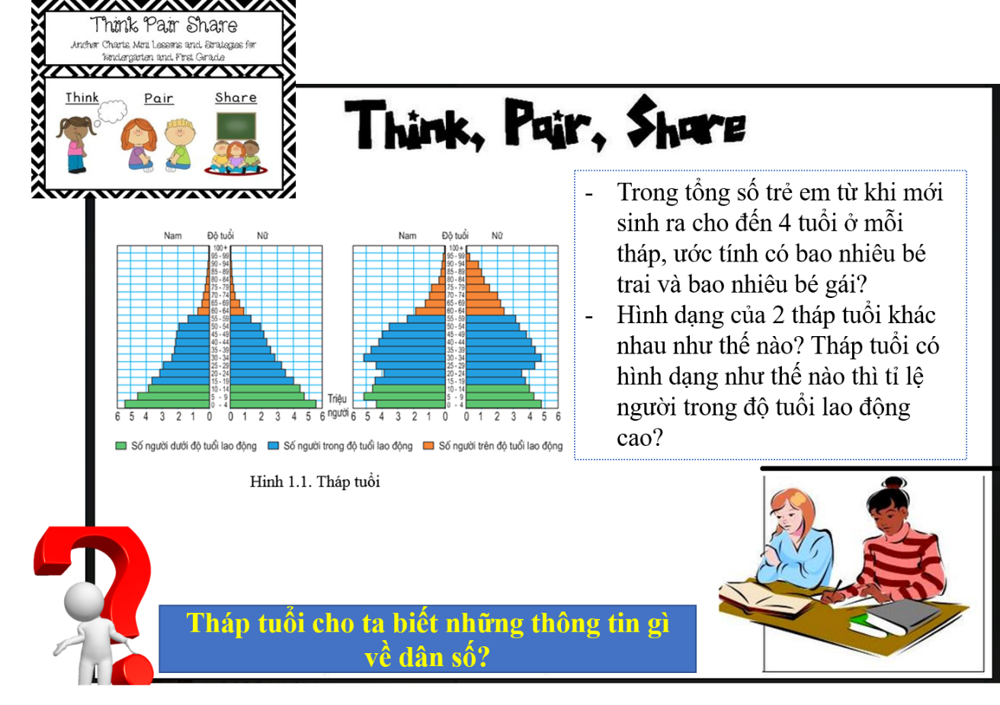 Think Pair Share
Anchor Charts, Mini Lessons and Strategies for
Kindergarten and First Grade
Think
Pair
Share
Think, Pair, Share
- Trong tổng số trẻ em từ khi mới
sinh ra cho đến 4 tuổi ở mỗi
tháp, ước tính có bao nhiêu bé
trai và bao nhiêu bé gái?
- Hình dạng của 2 tháp tuổi khác
nhau như thế nào? Tháp tuổi có
hình dạng như thế nào thì tỉ lệ
người trong độ tuổi lao động
cao?
Nam Độ tuổi Nữ
100+
95 - 99
90 - 94
85 - 89
80 - 84
75 - 79
70 - 74
65 - 69
60 - 64
55 - 59
50 - 54
45 - 49
40 - 44
35 - 39
30 - 34
25 - 29
20 - 24
15 - 19
10 - 14
5 - 9
0 - 4
6 5 4 3 2 1 0 0 1 2 3 4 5 6
Triệu
người
Nam Độ tuổi Nữ
100+
95 - 99
90 - 94
85 - 89
80 - 84
75 - 79
70 - 74
65 - 69
60 - 64
55 - 59
50 - 54
45 - 49
40 - 44
35 - 39
30 - 34
25 - 29
20 - 24
15 - 19
10 - 14
5 - 9
0 - 4
6 5 4 3 2 1 0 0 1 2 3 4 5 6
Số người dưới độ tuổi lao động Số người trong độ tuổi lao động Số người trên độ tuổi lao động
Hình 1.1. Tháp tuổi
Tháp tuổi cho ta biết những thông tin gì
về dân số?